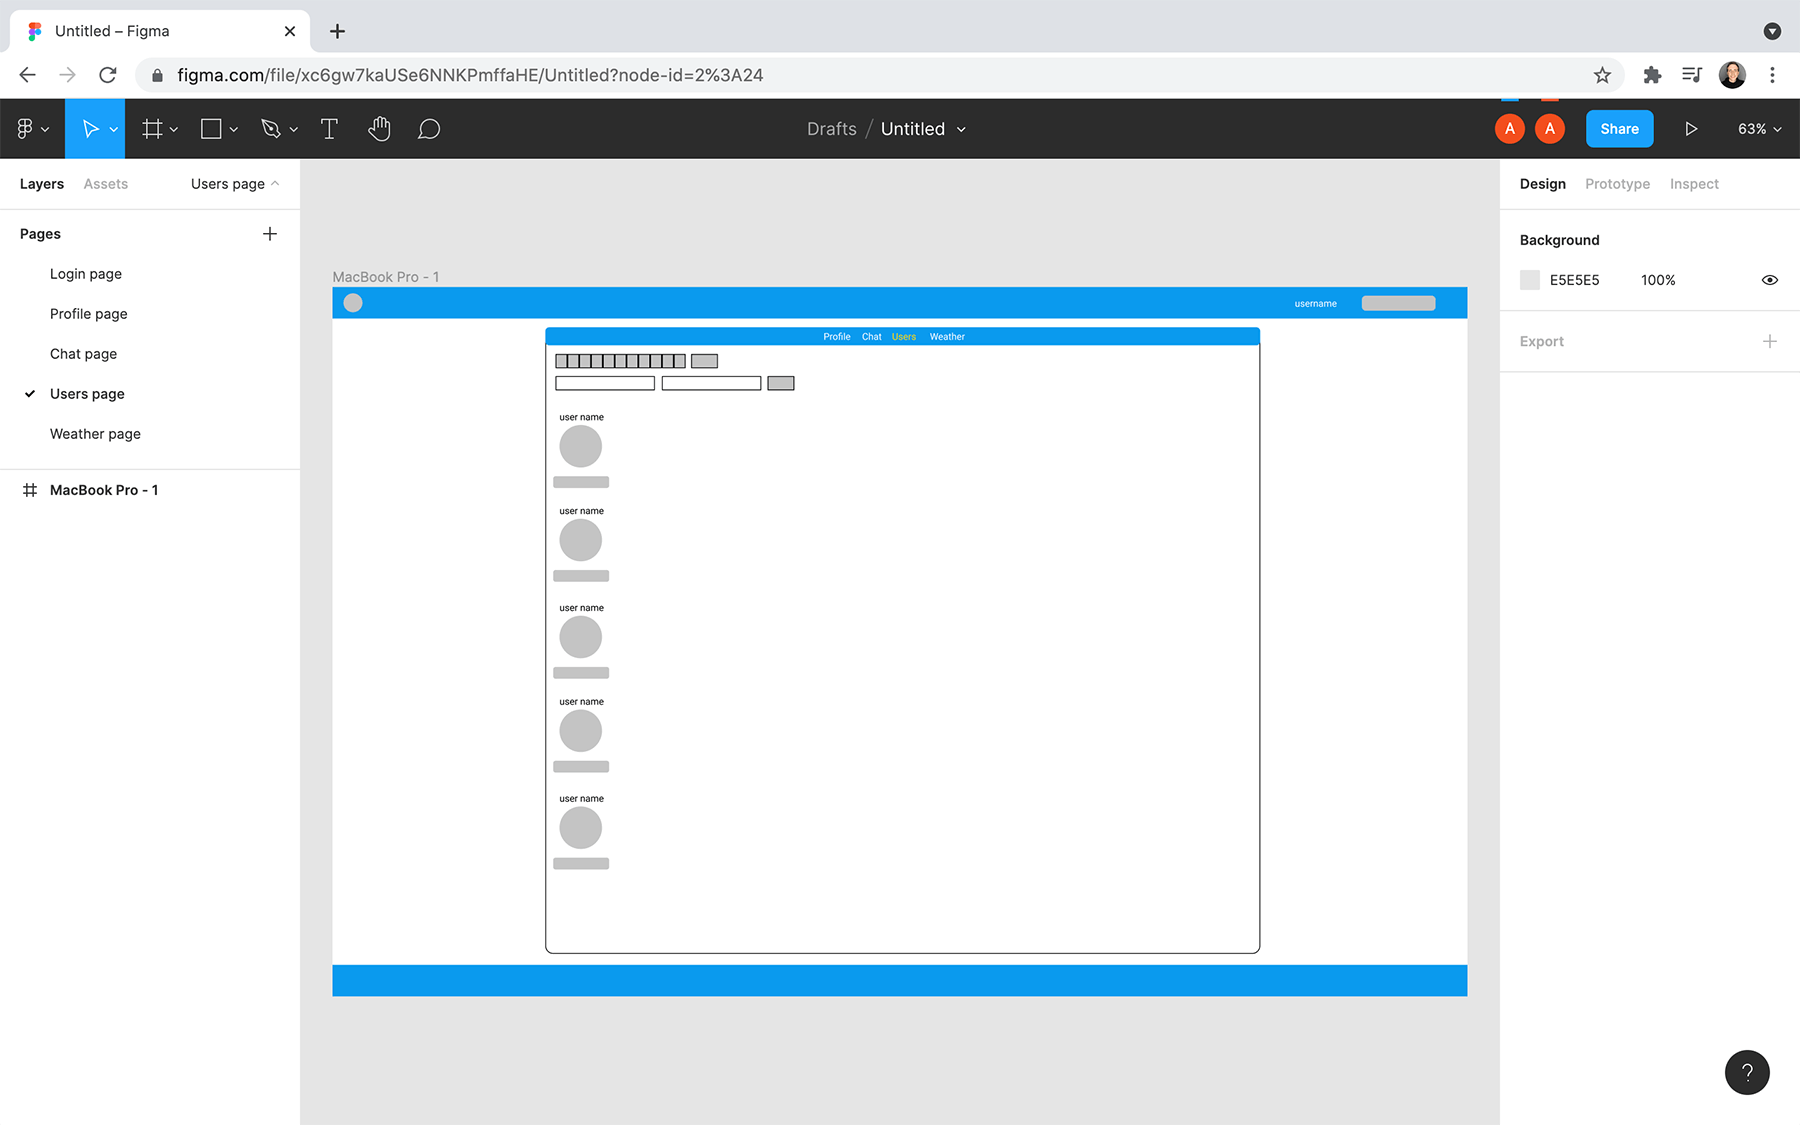 Untitled – Figma
figma.com/file/xc6gw7kaUSe6NNKPmffaHE/Untitled?node-id=2%3A24
Drafts / Untitled
A A Share 63%
Layers Assets Users page
Pages
Login page
Profile page
Chat page
Users page
Weather page
MacBook Pro - 1
MacBook Pro - 1
username
Profile Chat Users Weather
user name
user name
user name
user name
user name
Design Prototype Inspect
Background
E5E5E5 100%
Export
?